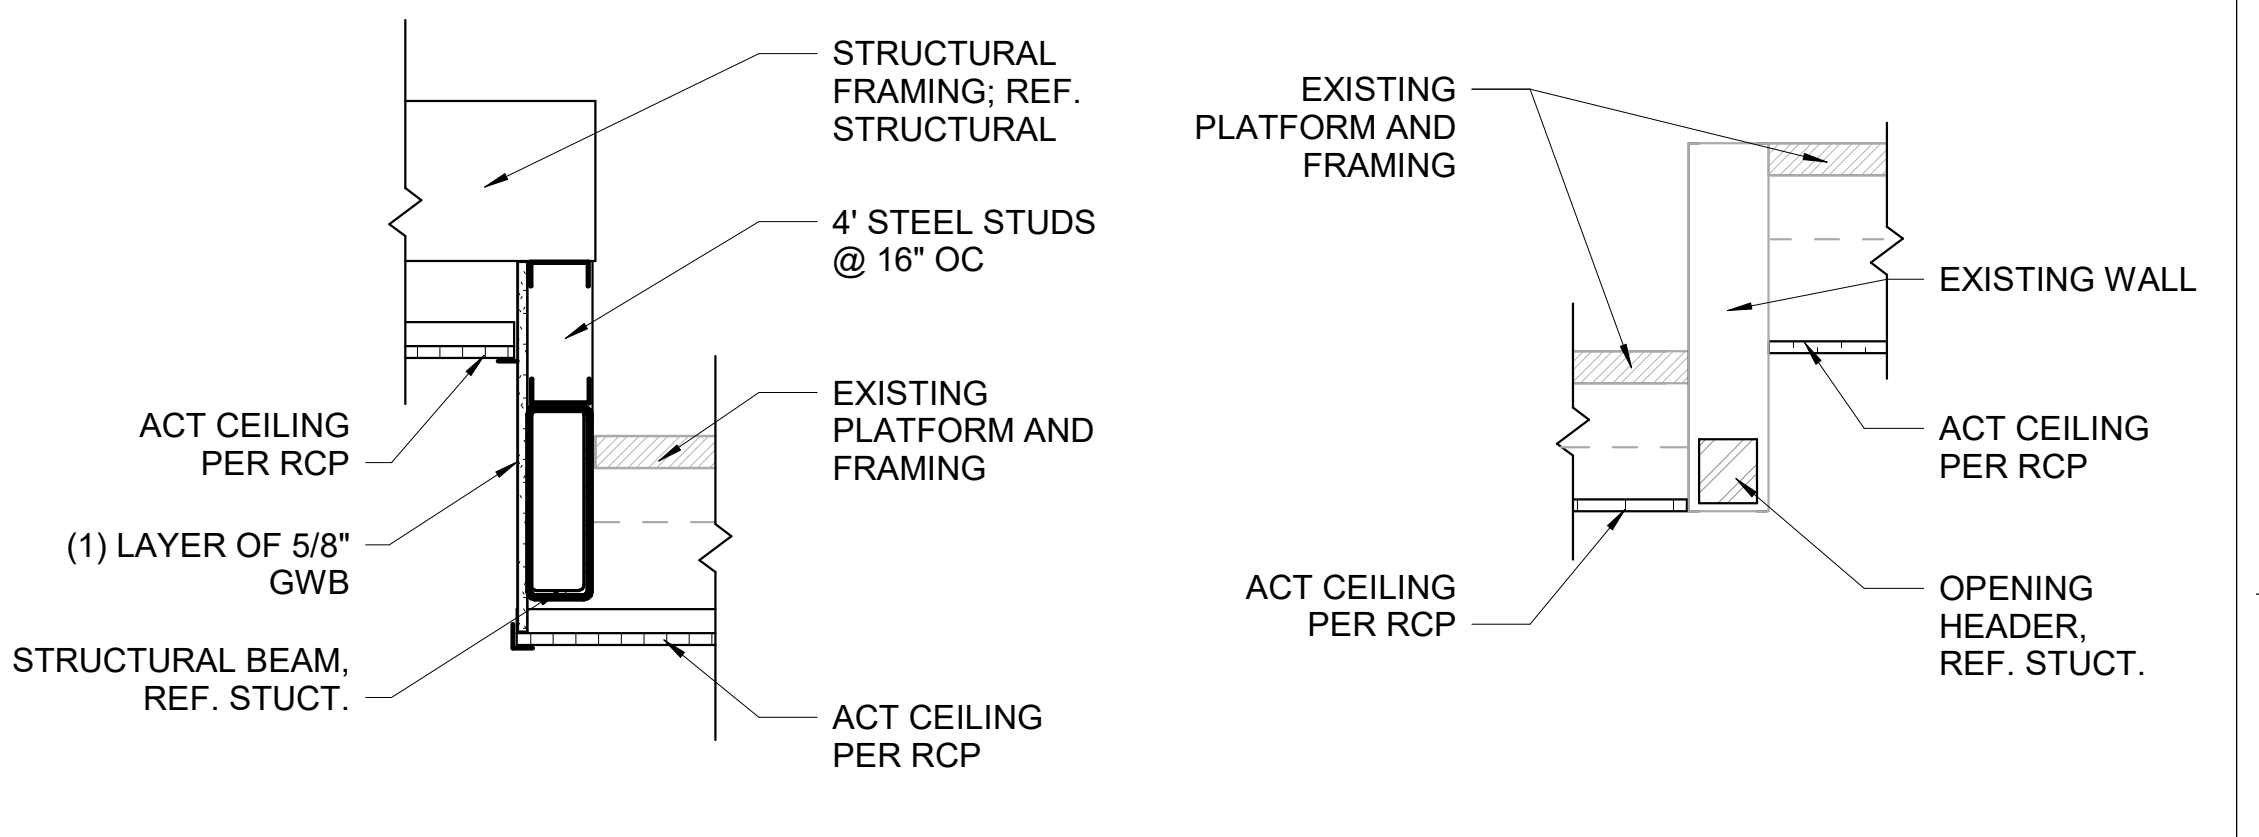 STRUCTURAL
FRAMING; REF.
STRUCTURAL
4' STEEL STUDS
@ 16" OC
EXISTING
PLATFORM AND
FRAMING
ACT CEILING
PER RCP
ACT CEILING
PER RCP
(1) LAYER OF 5/8"
GWB
STRUCTURAL BEAM,
REF. STUCT.
EXISTING
PLATFORM AND
FRAMING
EXISTING WALL
ACT CEILING
PER RCP
ACT CEILING
PER RCP
OPENING
HEADER,
REF. STUCT.